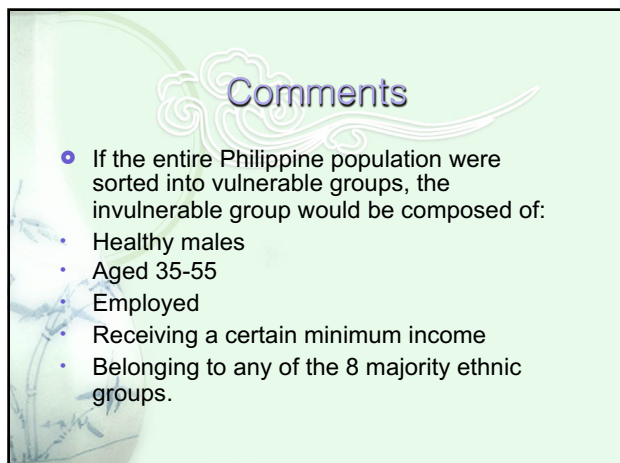 Comments
If the entire Philippine population were
sorted into vulnerable groups, the
invulnerable group would be composed of:
Healthy males
Aged 35-55
Employed
Receiving a certain minimum income
Belonging to any of the 8 majority ethnic
groups.